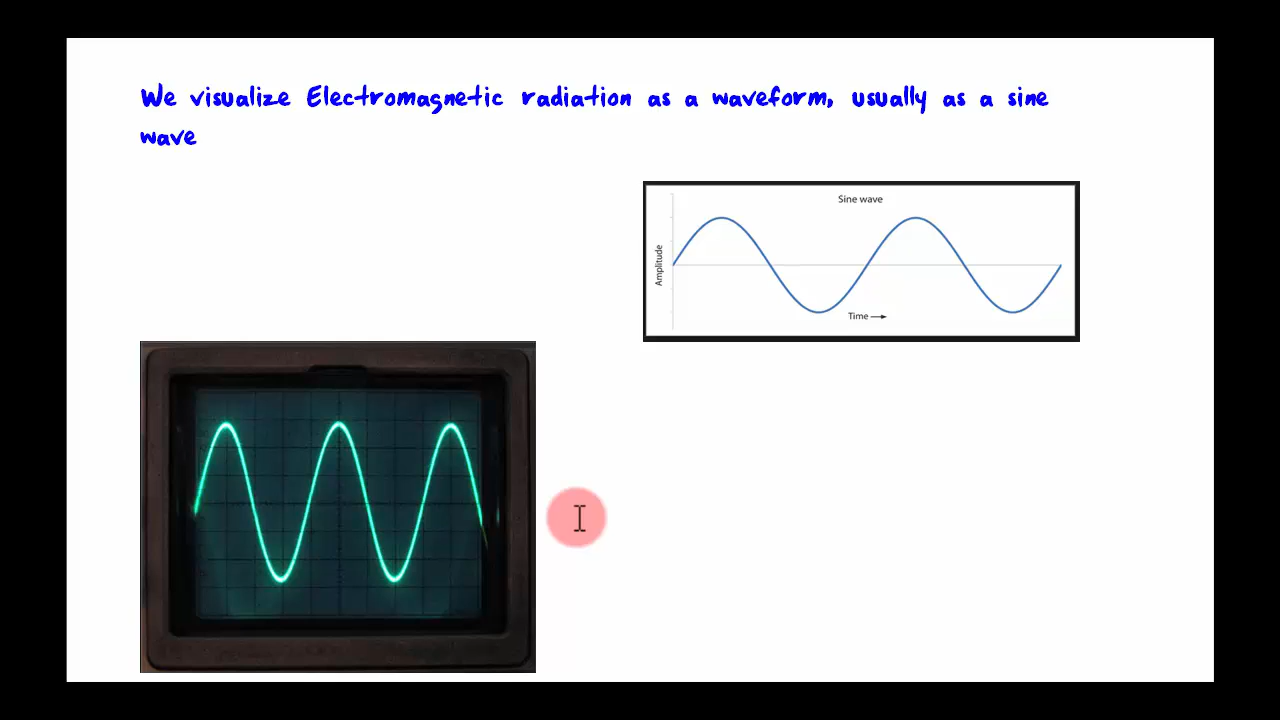 We visualize Electromagnetic radiation as a waveform, usually as a sine
wave
Sine wave
Amplitude
Time